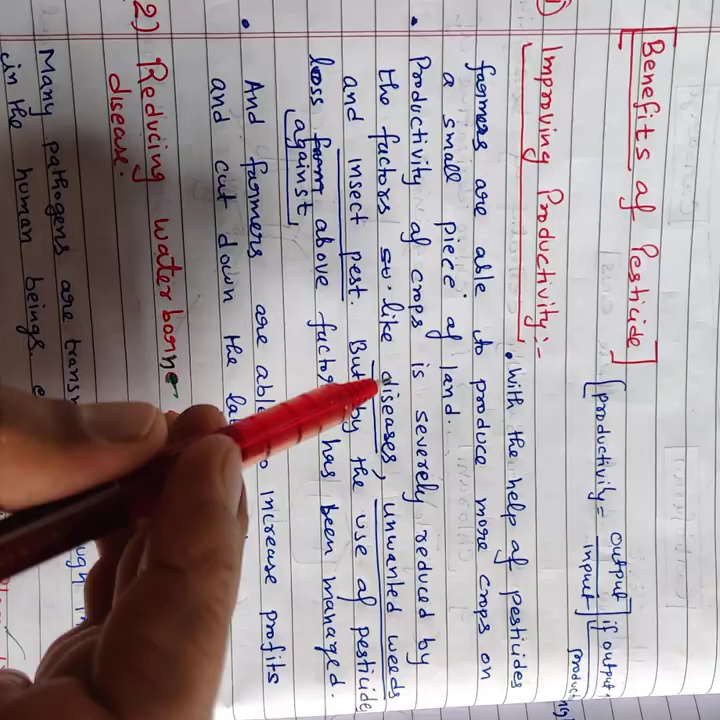 [Benefits of Pesticide]
[Productivity = output / input] if output
1) Improving Productivity:-
• With the help of pesticides
farmers are able to produce more crops on
a small piece of land.
• Productivity of crops is severely reduced by
the factors so like diseases, unwanted weeds
and insect pest. But by the use of pesticide
loss above factor has been managed.
against
• And farmers are able to increase profits
and cut down the
2) Reducing waterborne
disease.
Many pathogens are
in the human beings.